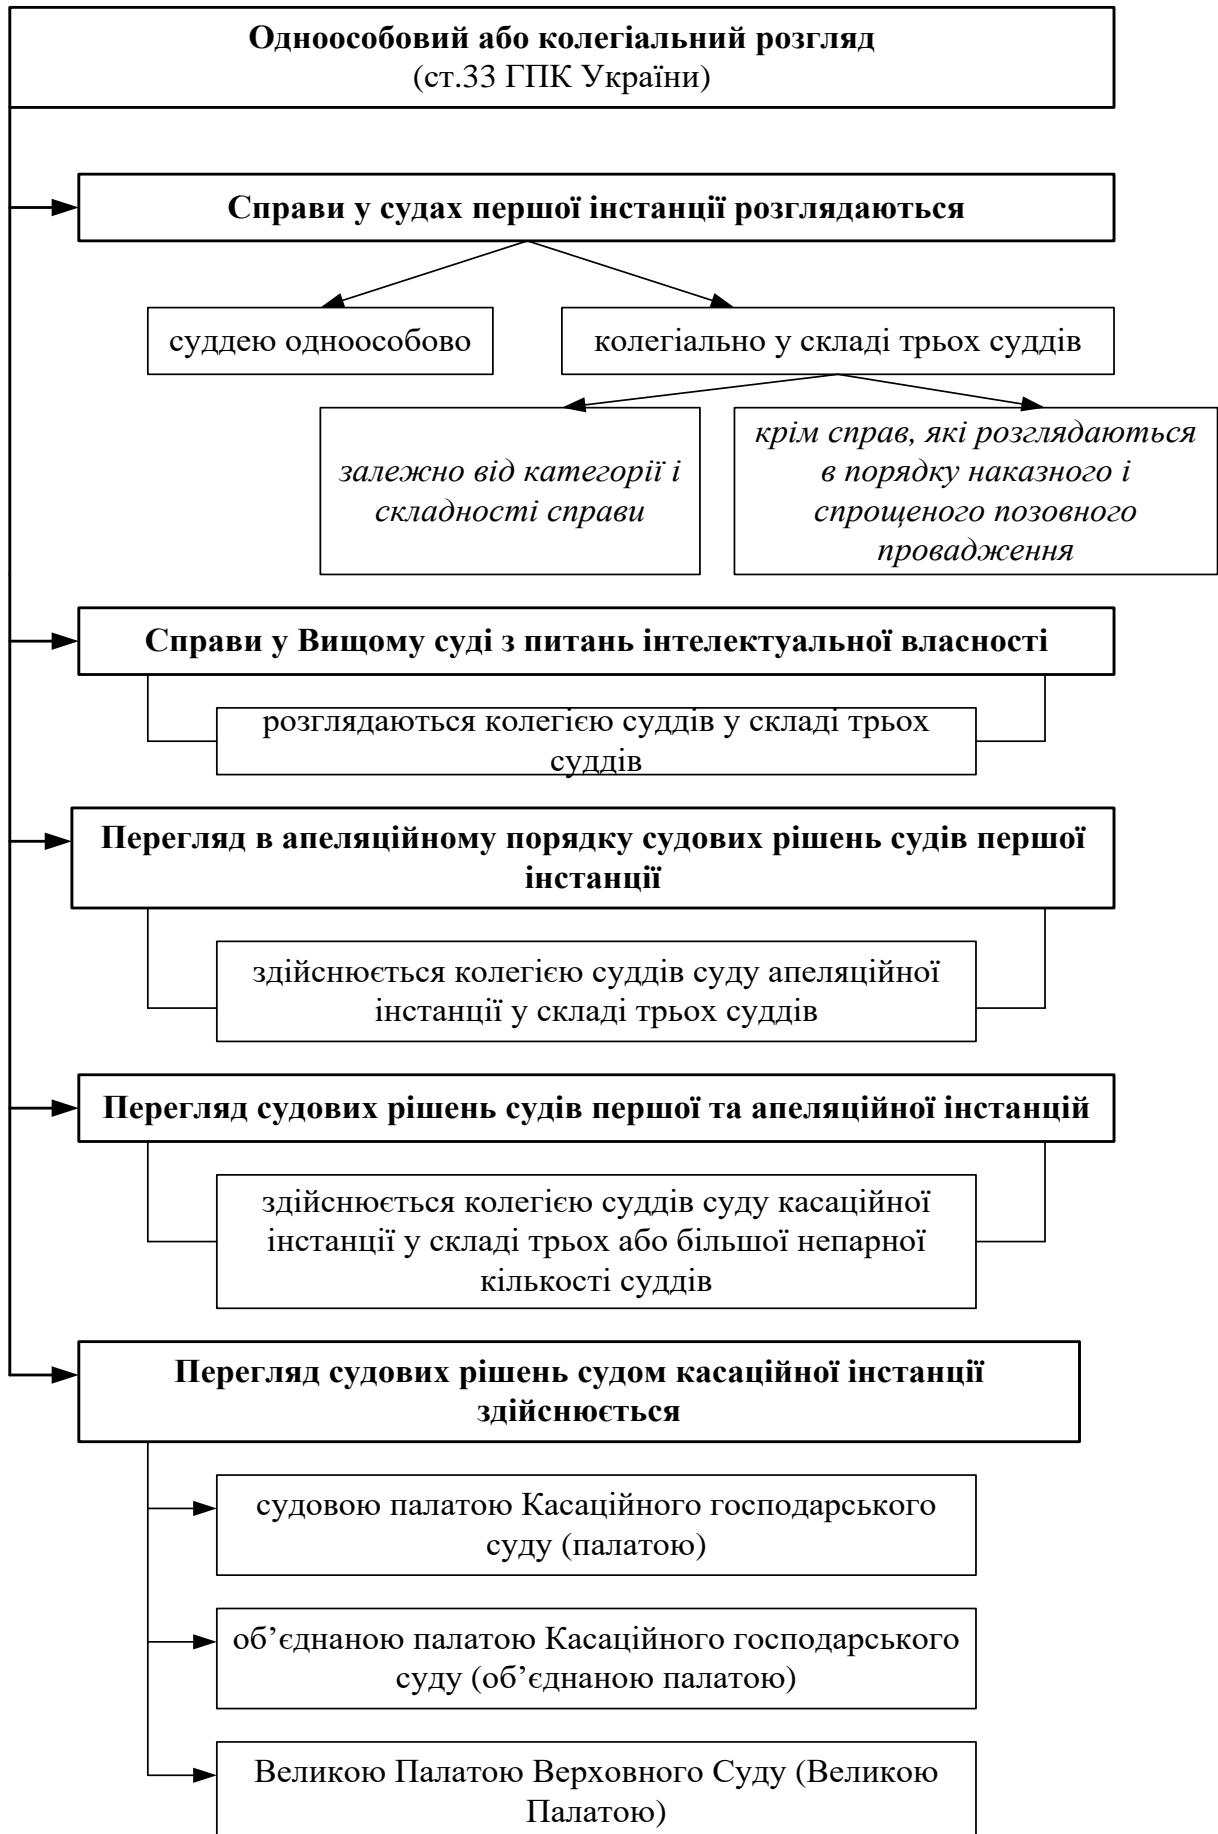 Одноособовий або колегіальний розгляд
(ст.33 ГПК України)
Справи у судах першої інстанції розглядаються
суддею одноособово
колегіально у складі трьох суддів
залежно від категорії і
складності справи
крім справ, які розглядаються
в порядку наказного і
спрощеного позовного
провадження
Справи у Вищому суді з питань інтелектуальної власності
розглядаються колегією суддів у складі трьох
суддів
Перегляд в апеляційному порядку судових рішень судів першої
інстанції
здійснюється колегією суддів суду апеляційної
інстанції у складі трьох суддів
Перегляд судових рішень судів першої та апеляційної інстанцій
здійснюється колегією суддів суду касаційної
інстанції у складі трьох або більшої непарної
кількості суддів
Перегляд судових рішень судом касаційної інстанції
здійснюється
судовою палатою Касаційного господарського
суду (палатою)
об’єднаною палатою Касаційного господарського
суду (об’єднаною палатою)
Великою Палатою Верховного Суду (Великою
Палатою)